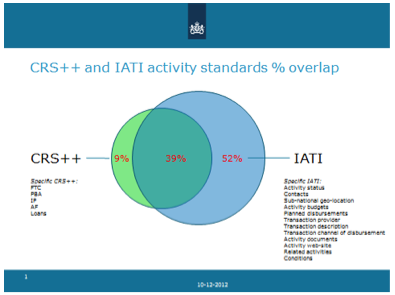 CRS++ and IATI activity standards % overlap
CRS++
9%
39%
52%
IATI
Specific CRS++:
FTC
PBA
IF
AF
Loans
Specific IATI:
Activity status
Contacts
Sub-national geo-location
Activity budgets
Planned disbursements
Transaction provider
Transaction description
Transaction channel of disbursement
Activity documents
Activity web-site
Related activities
Conditions
1
10-12-2012